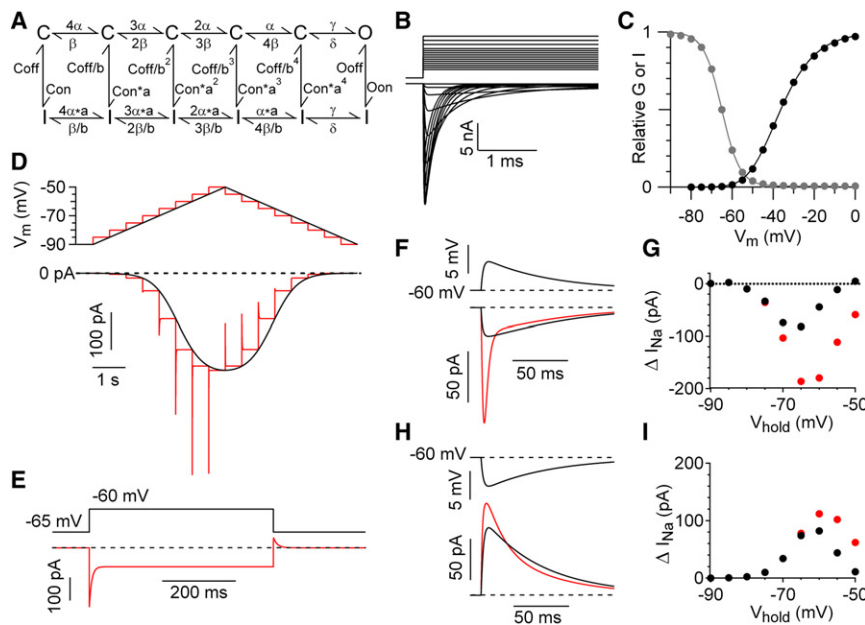 A
4α 3α 2α α γ
C C C C C O
β 2β 3β 4β δ
Coff Coff/b Coff/b² Coff/b³ Coff/b⁴ Ooff
Con Con*a Con*a² Con*a³ Con*a⁴ Oon
4α*a 3α*a 2α*a α*a γ
I I I I I I
β/b 2β/b 3β/b 4β/b δ
B
5 nA
1 ms
C
Relative G or I
1
0
-80 -60 -40 -20 0
Vm (mV)
D
Vm (mV)
-50
-70
-90
0 pA
100 pA
1 s
E
-60 mV
-65 mV
100 pA
200 ms
F
5 mV
-60 mV
50 pA
50 ms
G
Δ INa (pA)
0
-100
-200
-90 -70 -50
Vhold (mV)
H
-60 mV
5 mV
50 pA
50 ms
I
Δ INa (pA)
200
100
0
-90 -70 -50
Vhold (mV)